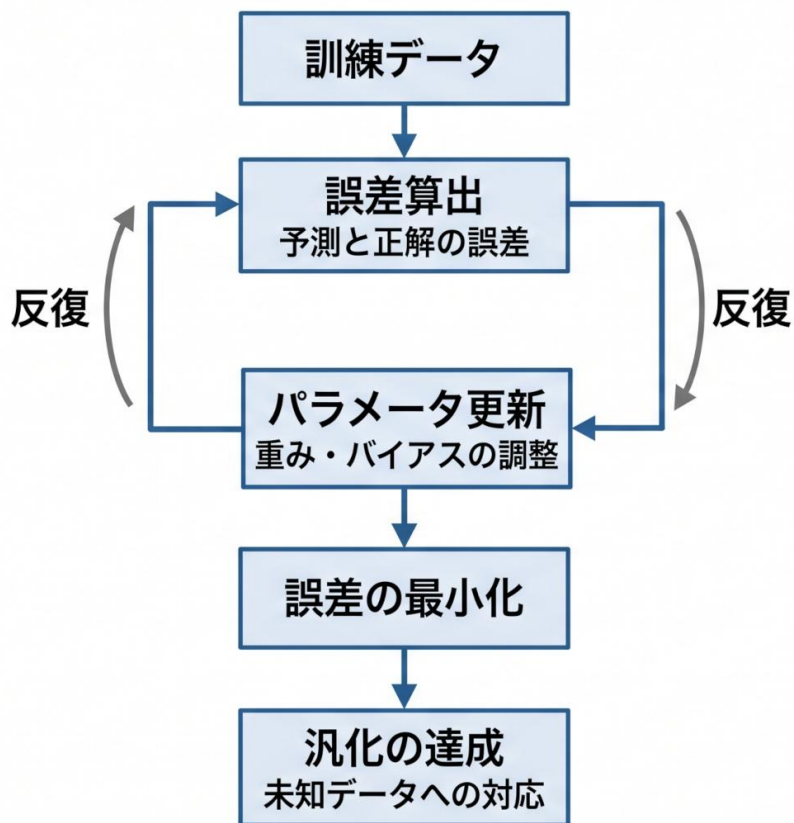 訓練データ
誤差算出
予測と正解の誤差
反復
反復
パラメータ更新
重み・バイアスの調整
誤差の最小化
汎化の達成
未知データへの対応